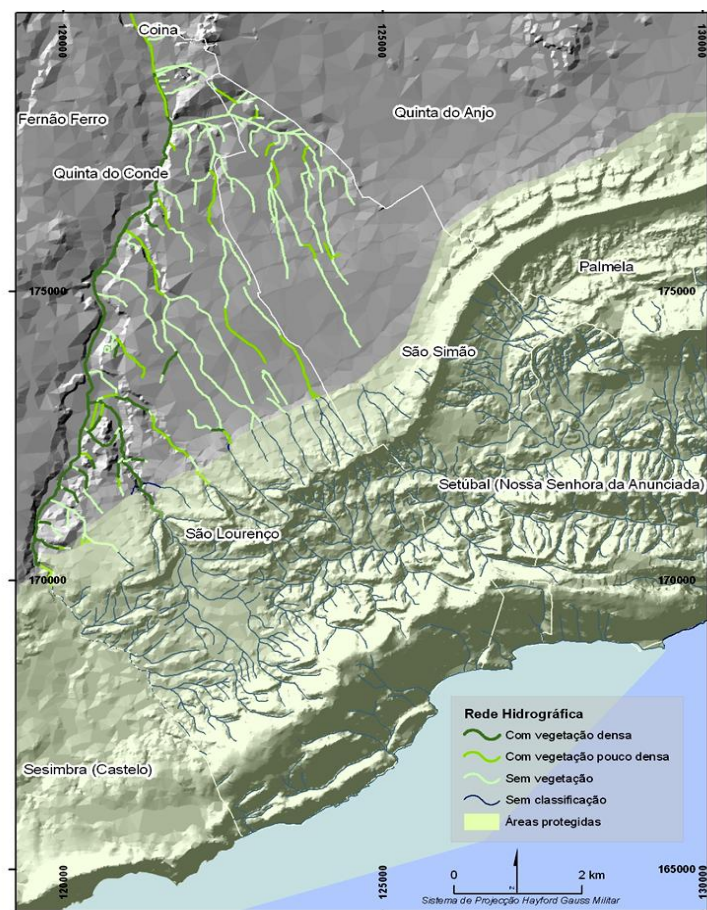 120000
125000
130000
Coina
Fernão Ferro
Quinta do Anjo
Quinta do Conde
175000
Palmela
175000
São Simão
Setúbal (Nossa Senhora da Anunciada)
São Lourenço
170000
170000
Rede Hidrográfica
Com vegetação densa
Com vegetação pouco densa
Sem vegetação
Sem classificação
Áreas protegidas
Sesimbra (Castelo)
0
2 km
165000
Sistema de Projecção Hayford Gauss Militar
120000
125000
130000